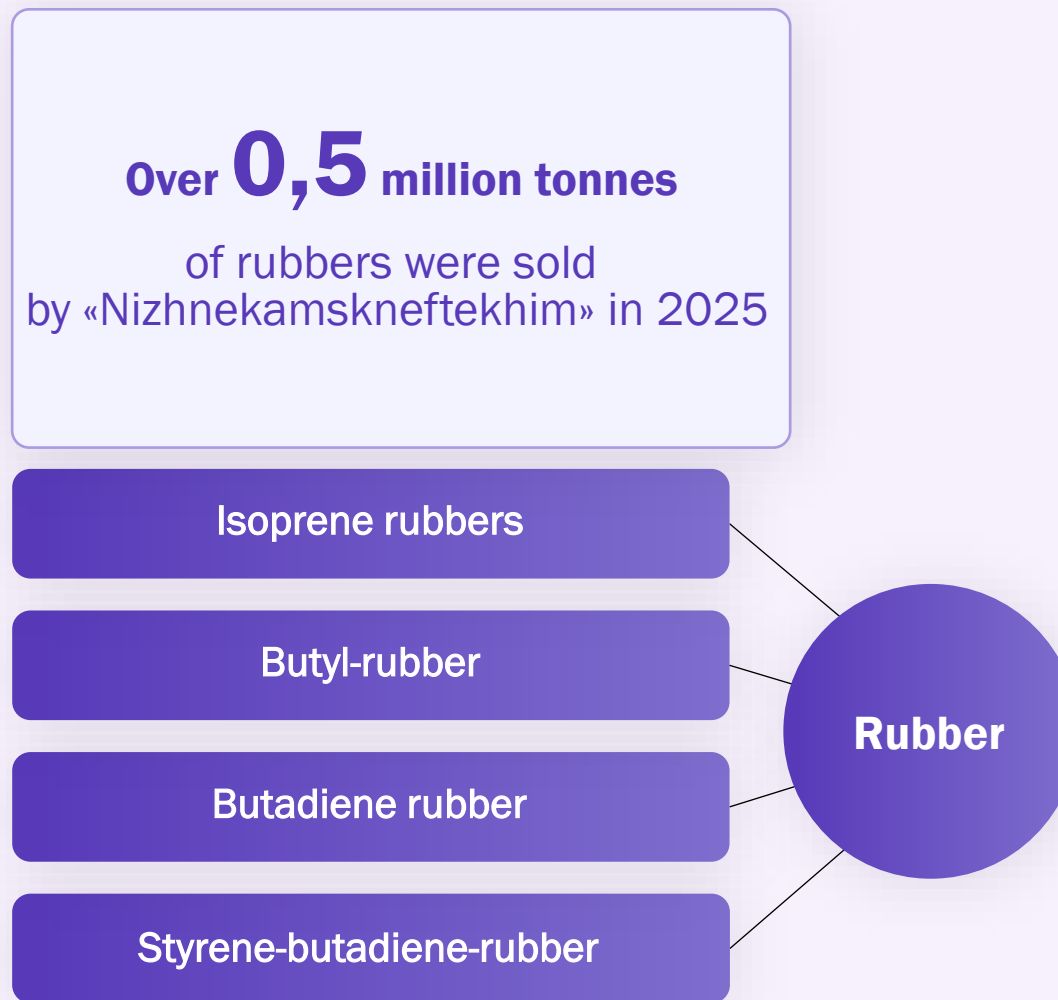 Over 0,5 million tonnes
of rubbers were sold
by «Nizhnekamskneftekhim» in 2025
Isoprene rubbers
Butyl-rubber
Butadiene rubber
Styrene-butadiene-rubber
Rubber